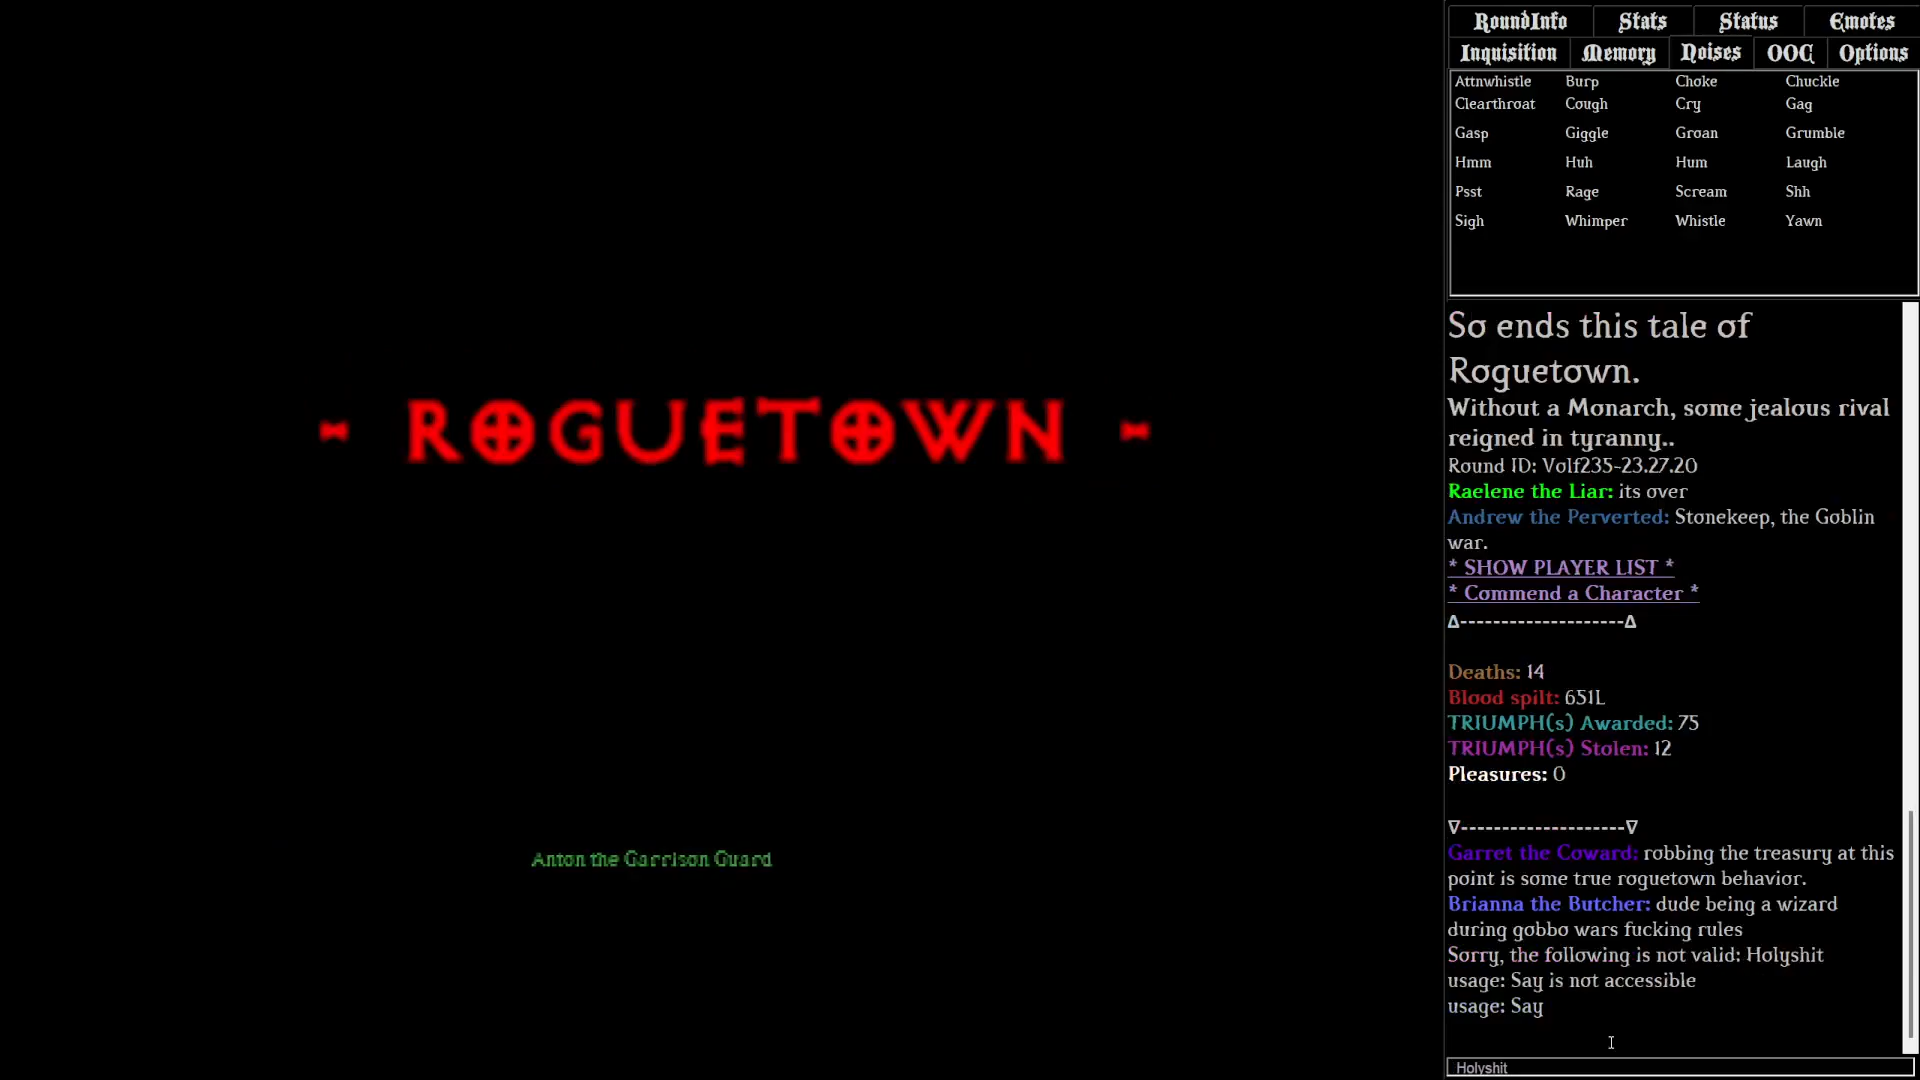 RoundInfo Stats Status Emotes
Inquisition Memory Noises OOC Options
Attnwhistle Burp Choke Chuckle
Clearthroat Cough Cry Gag
Gasp Giggle Groan Grumble
Hmm Huh Hum Laugh
Psst Rage Scream Shh
Sigh Whimper Whistle Yawn
- ROGUETOWN -
Anton the Garrison Guard
So ends this tale of
Roguetown.
Without a Monarch, some jealous rival
reigned in tyranny..
Round ID: Volf235-23.27.20
Raelene the Liar: its over
Andrew the Perverted: Stonekeep, the Goblin
war.
* SHOW PLAYER LIST *
* Commend a Character *
∆--------------------∆
Deaths: 14
Blood spilt: 651L
TRIUMPH(s) Awarded: 75
TRIUMPH(s) Stolen: 12
Pleasures: 0
∇--------------------∇
Garret the Coward: robbing the treasury at this
point is some true roguetown behavior.
Brianna the Butcher: dude being a wizard
during gobbo wars fucking rules
Sorry, the following is not valid: Holyshit
usage: Say is not accessible
usage: Say
Holyshit